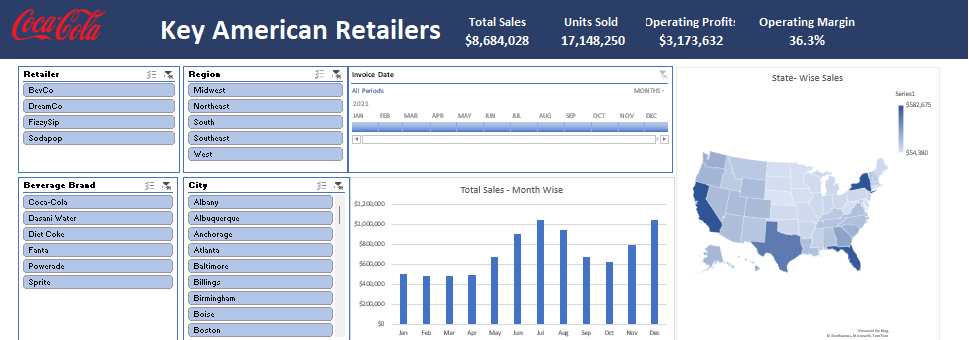 Coca-Cola
Key American Retailers
Total Sales
$8,684,028
Units Sold
17,148,250
Operating Profits
$3,173,632
Operating Margin
36.3%
Retailer
BevCo
DreamCo
FizzySip
Sodapop
Region
Midwest
Northeast
South
Southeast
West
Invoice Date
All Periods
MONTHS
2021
JAN FEB MAR APR MAY JUN JUL AUG SEP OCT NOV DEC
State- Wise Sales
Series1
$582,675
$54,380
Powered by Bing
© GeoNames, Microsoft, TomTom
Beverage Brand
Coca-Cola
Dasani Water
Diet Coke
Fanta
Powerade
Sprite
City
Albany
Albuquerque
Anchorage
Atlanta
Baltimore
Billings
Birmingham
Boise
Boston
Total Sales - Month Wise
$1,200,000
$1,000,000
$800,000
$600,000
$400,000
$200,000
$0
Jan Feb Mar Apr May Jun Jul Aug Sep Oct Nov Dec